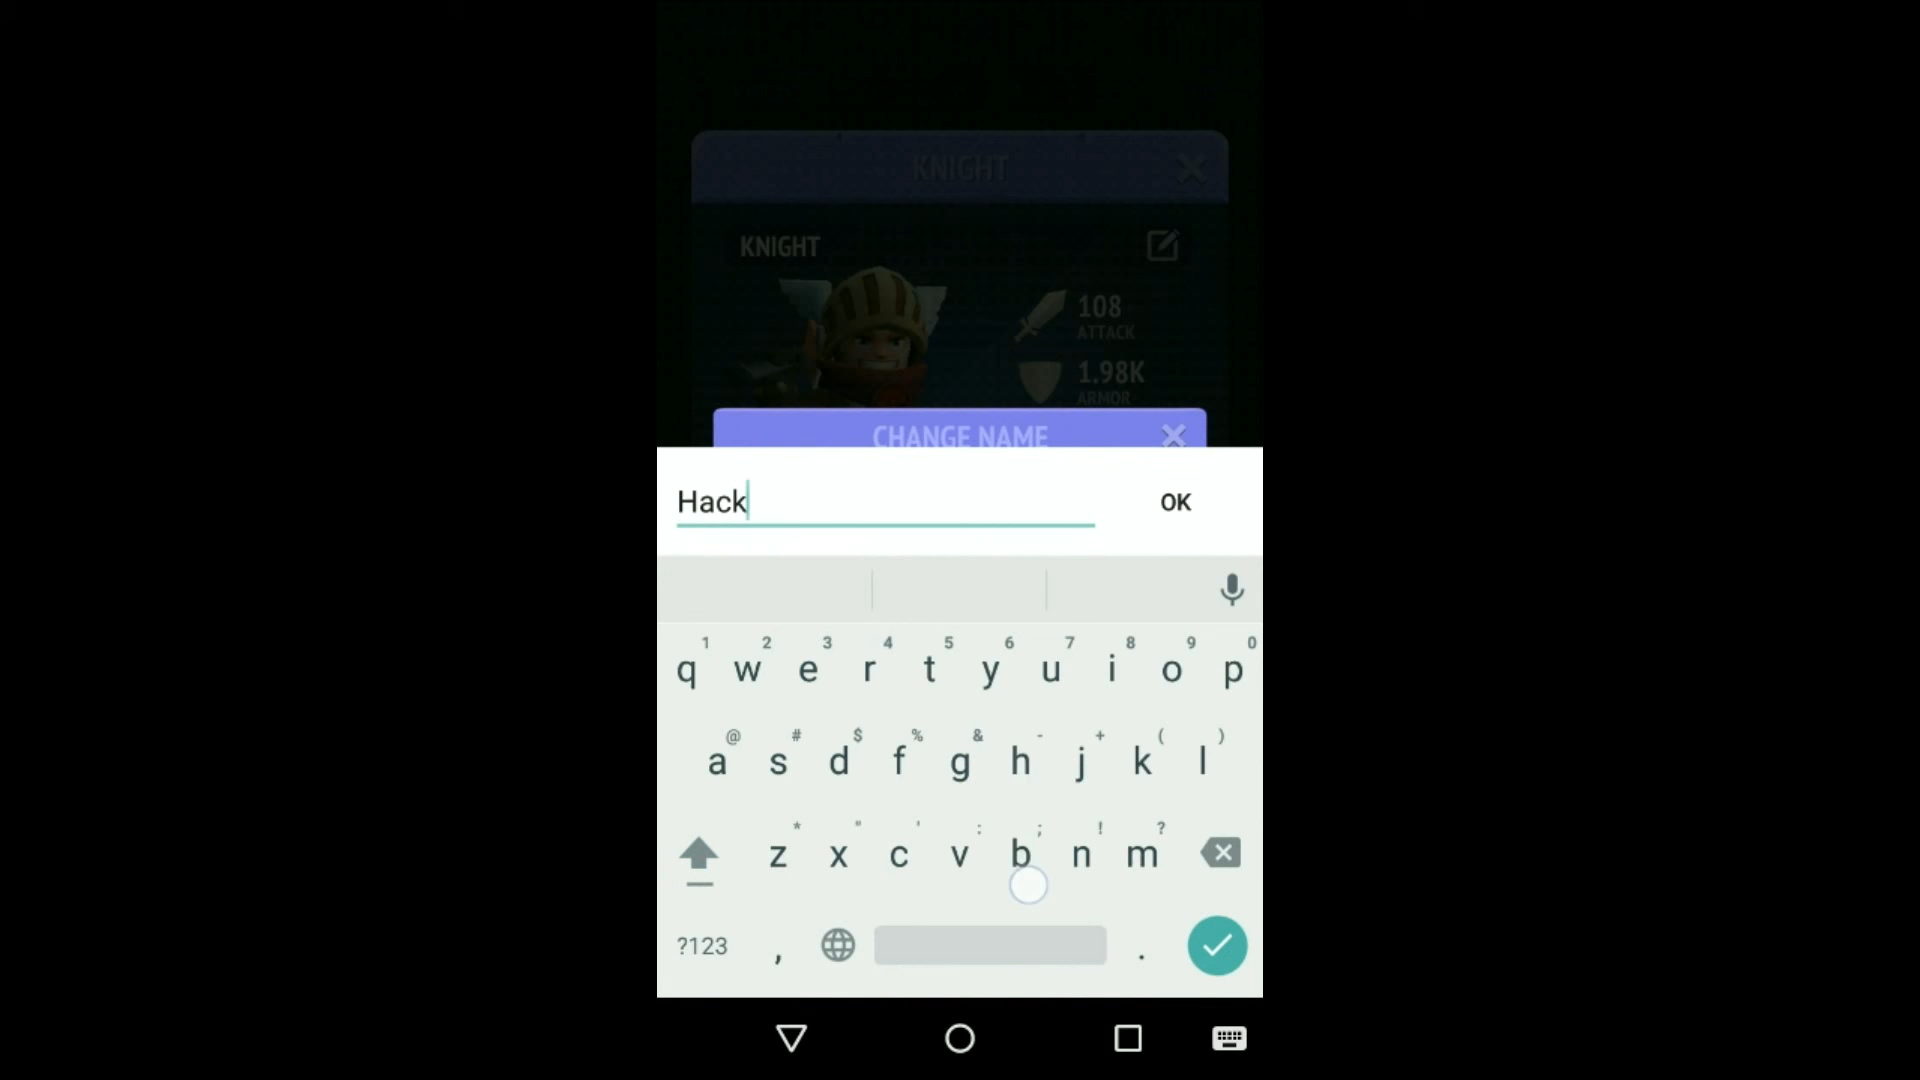 KNIGHT
KNIGHT
108
ATTACK
1.98K
ARMOR
CHANGE NAME
Hack
OK
1 2 3 4 5 6 7 8 9 0
q w e r t y u i o p
@ # $ % & - + ( )
a s d f g h j k l
* " ' : ; ! ?
z x c v b n m
?123 , .